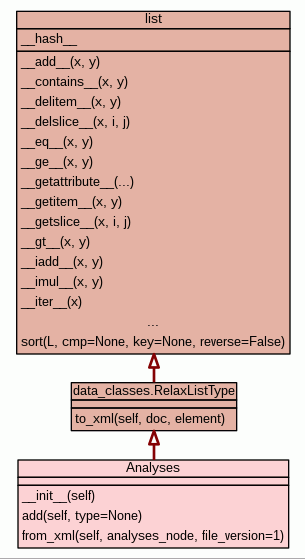 list
__hash__
__add__(x, y)
__contains__(x, y)
__delitem__(x, y)
__delslice__(x, i, j)
__eq__(x, y)
__ge__(x, y)
__getattribute__(...)
__getitem__(x, y)
__getslice__(x, i, j)
__gt__(x, y)
__iadd__(x, y)
__imul__(x, y)
__iter__(x)
...
sort(L, cmp=None, key=None, reverse=False)
data_classes.RelaxListType
to_xml(self, doc, element)
Analyses
__init__(self)
add(self, type=None)
from_xml(self, analyses_node, file_version=1)